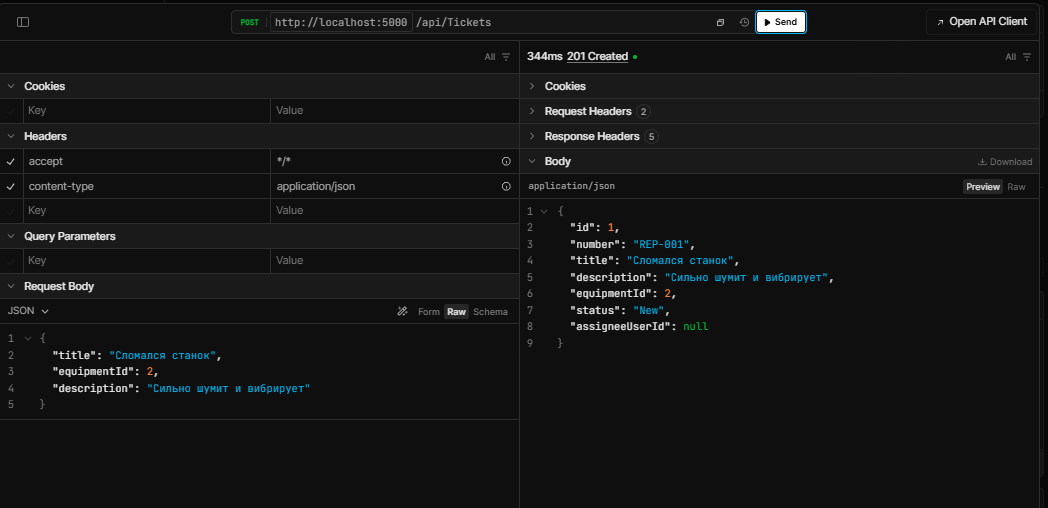 POST http://localhost:5000 /api/Tickets Send Open API Client
All
Cookies
Key Value
Headers
accept */*
content-type application/json
Key Value
Query Parameters
Key Value
Request Body
JSON Form Raw Schema
1 {
2 "title": "Сломался станок",
3 "equipmentId": 2,
4 "description": "Сильно шумит и вибрирует"
5 }
344ms 201 Created All
Cookies
Request Headers 2
Response Headers 5
Body Download
application/json Preview Raw
1 {
2 "id": 1,
3 "number": "REP-001",
4 "title": "Сломался станок",
5 "description": "Сильно шумит и вибрирует",
6 "equipmentId": 2,
7 "status": "New",
8 "assigneeUserId": null
9 }